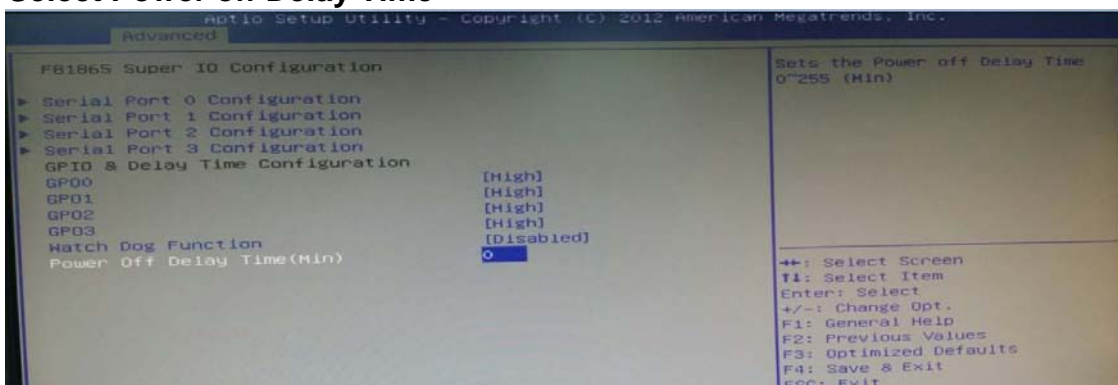 Select Power off Delay Time
Aptio Setup Utility - Copyright (C) 2012 American Megatrends, Inc.
Advanced
F81865 Super IO Configuration
► Serial Port 0 Configuration
► Serial Port 1 Configuration
► Serial Port 2 Configuration
► Serial Port 3 Configuration
GPIO & Delay Time Configuration
GPO0 [High]
GPO1 [High]
GPO2 [High]
GPO3 [High]
Watch Dog Function [Disabled]
Power Off Delay Time(Min) 0
Sets the Power off Delay Time
0~255 (Min)
→←: Select Screen
↑↓: Select Item
Enter: Select
+/-: Change Opt.
F1: General Help
F2: Previous Values
F3: Optimized Defaults
F4: Save & Exit
ESC: Exit